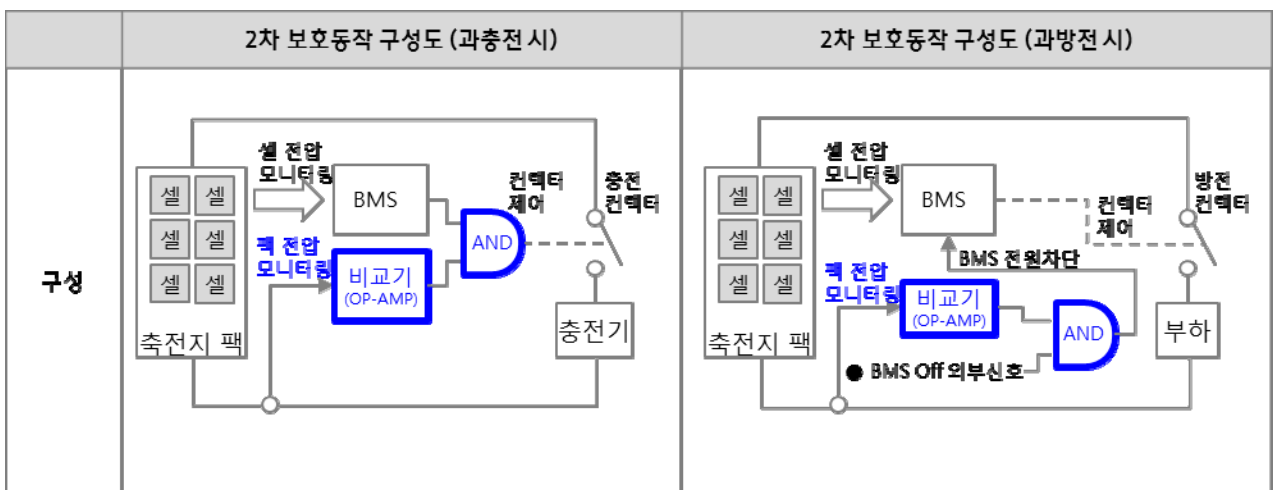 2차 보호동작 구성도 (과충전 시)
2차 보호동작 구성도 (과방전 시)
구성
셀 전압
모니터링
BMS
컨택터
제어
충전
컨택터
셀 셀
셀 셀
셀 셀
축전지 팩
팩 전압
모니터링
비교기
(OP-AMP)
AND
충전기
셀 전압
모니터링
BMS
컨택터
제어
방전
컨택터
셀 셀
셀 셀
셀 셀
축전지 팩
BMS 전원차단
팩 전압
모니터링
비교기
(OP-AMP)
AND
부하
● BMS Off 외부신호